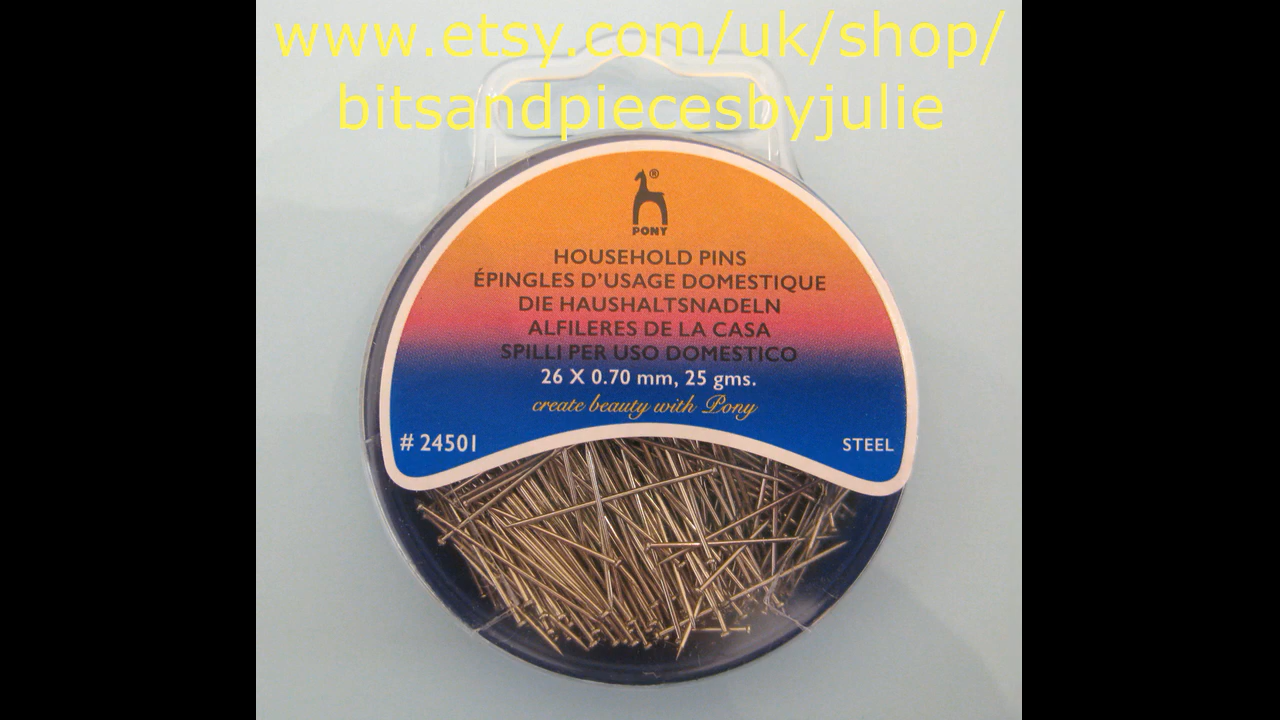 www.etsy.com/uk/shop/
bitsandpiecesbyjulie
®
PONY
HOUSEHOLD PINS
ÉPINGLES D'USAGE DOMESTIQUE
DIE HAUSHALTSNADELN
ALFILERES DE LA CASA
SPILLI PER USO DOMESTICO
26 X 0.70 mm, 25 gms.
create beauty with Pony
# 24501
STEEL